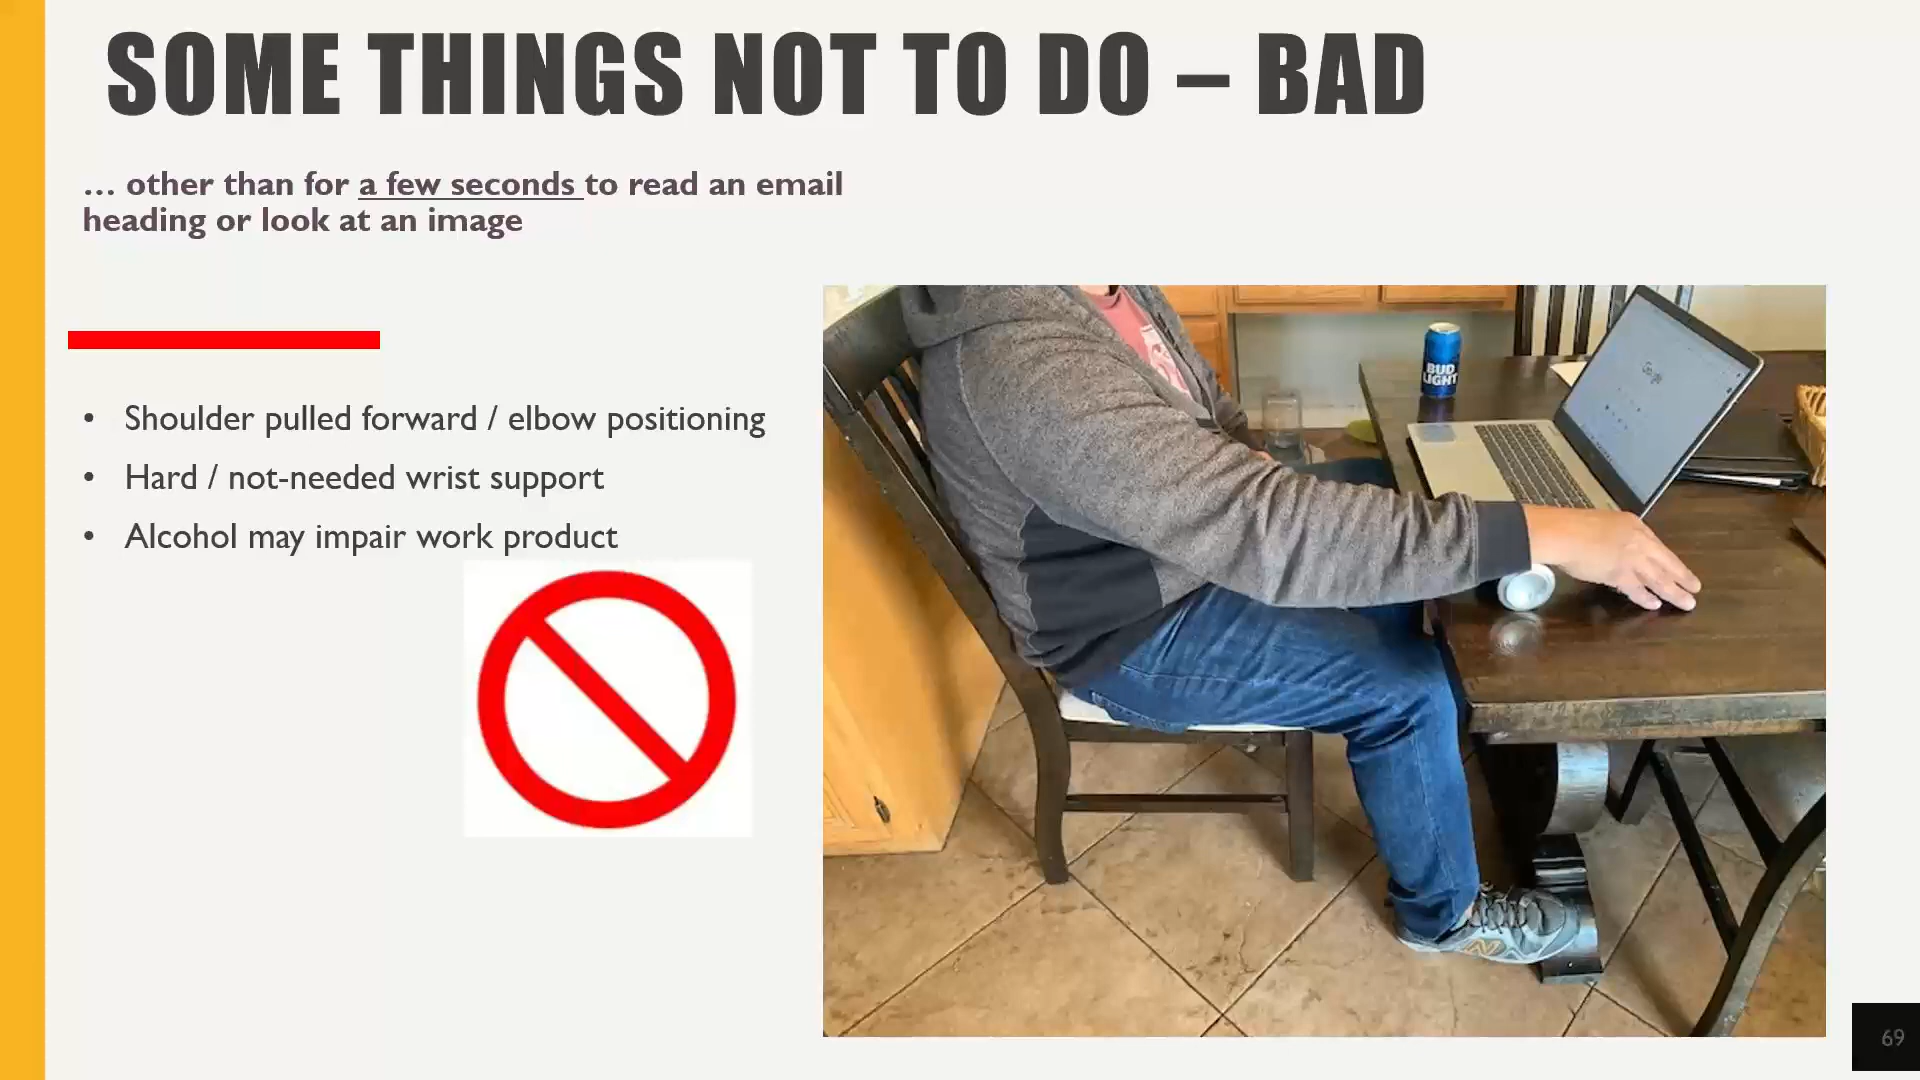 SOME THINGS NOT TO DO – BAD
… other than for a few seconds to read an email
heading or look at an image
• Shoulder pulled forward / elbow positioning
• Hard / not-needed wrist support
• Alcohol may impair work product
BUD
LIGHT
Google
N
69